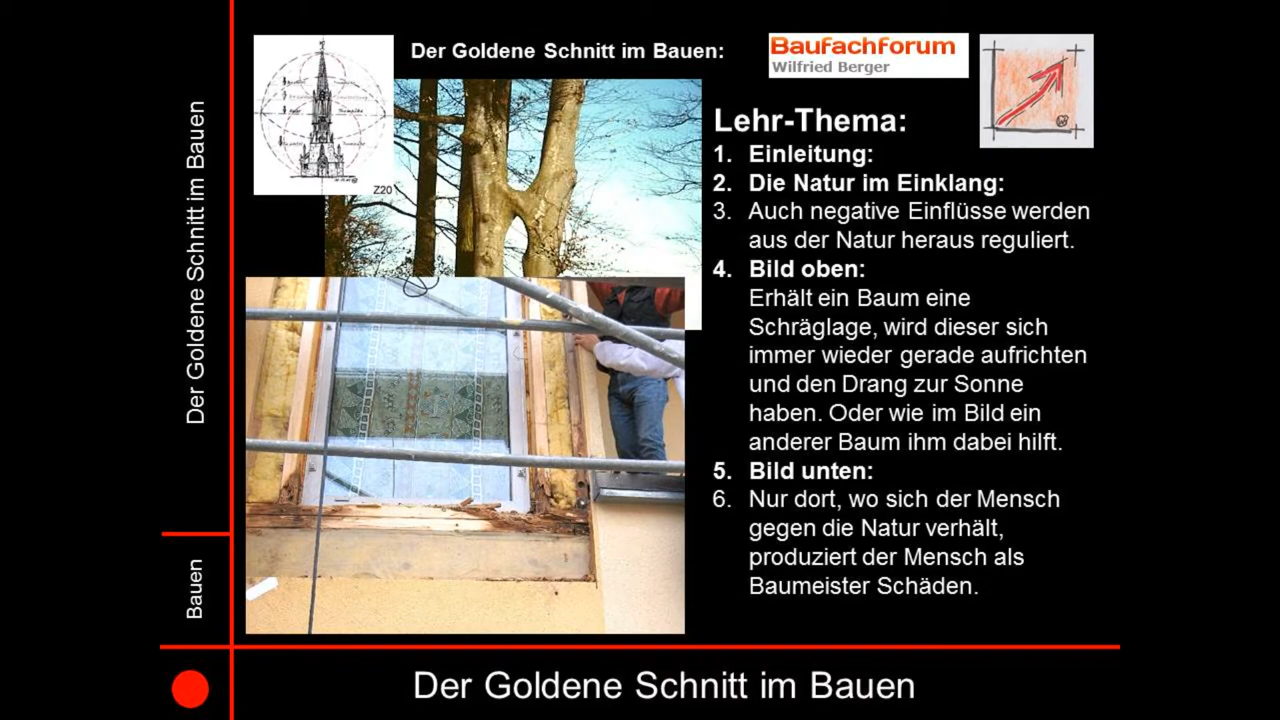 Der Goldene Schnitt im Bauen:
Baufachforum
Wilfried Berger
Z20
Lehr-Thema:
1. Einleitung:
2. Die Natur im Einklang:
3. Auch negative Einflüsse werden
aus der Natur heraus reguliert.
4. Bild oben:
Erhält ein Baum eine
Schräglage, wird dieser sich
immer wieder gerade aufrichten
und den Drang zur Sonne
haben. Oder wie im Bild ein
anderer Baum ihm dabei hilft.
5. Bild unten:
6. Nur dort, wo sich der Mensch
gegen die Natur verhält,
produziert der Mensch als
Baumeister Schäden.
Der Goldene Schnitt im Bauen
Bauen
Der Goldene Schnitt im Bauen